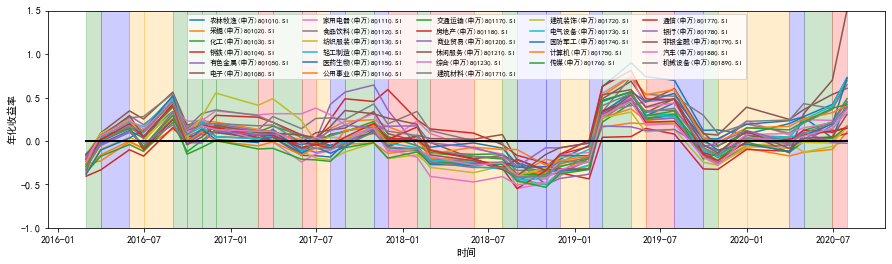 1.5
1.0
0.5
0.0
-0.5
-1.0
年化收益率
农林牧渔(申万)801010.SI
采掘(申万)801020.SI
化工(申万)801030.SI
钢铁(申万)801040.SI
有色金属(申万)801050.SI
电子(申万)801080.SI
家用电器(申万)801110.SI
食品饮料(申万)801120.SI
纺织服装(申万)801130.SI
轻工制造(申万)801140.SI
医药生物(申万)801150.SI
公用事业(申万)801160.SI
交通运输(申万)801170.SI
房地产(申万)801180.SI
商业贸易(申万)801200.SI
休闲服务(申万)801210.SI
综合(申万)801230.SI
建筑材料(申万)801710.SI
建筑装饰(申万)801720.SI
电气设备(申万)801730.SI
国防军工(申万)801740.SI
计算机(申万)801750.SI
传媒(申万)801760.SI
通信(申万)801770.SI
银行(申万)801780.SI
非银金融(申万)801790.SI
汽车(申万)801880.SI
机械设备(申万)801890.SI
2016-01
2016-07
2017-01
2017-07
2018-01
2018-07
2019-01
2019-07
2020-01
2020-07
时间